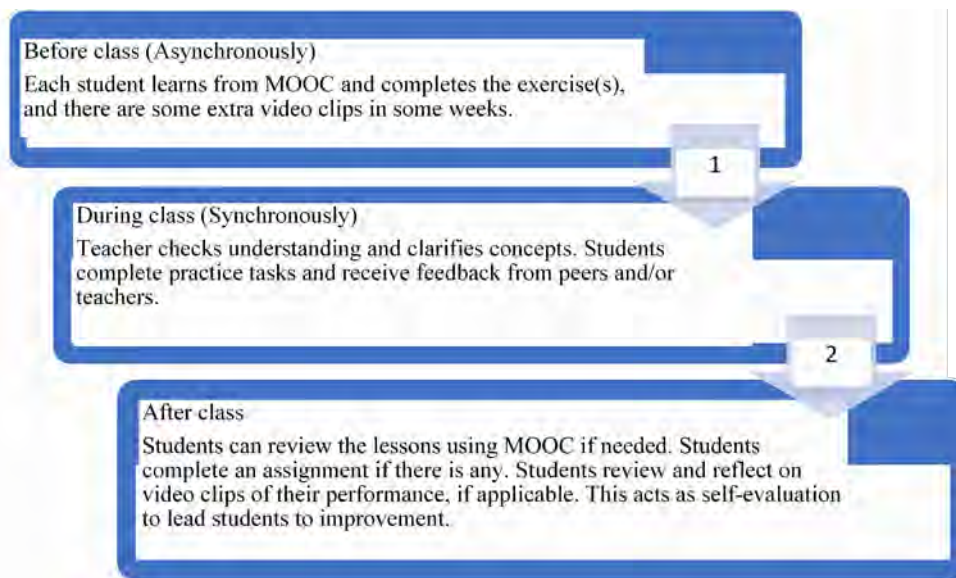 Before class (Asynchronously)
Each student learns from MOOC and completes the exercise(s),
and there are some extra video clips in some weeks.
1
During class (Synchronously)
Teacher checks understanding and clarifies concepts. Students
complete practice tasks and receive feedback from peers and/or
teachers.
2
After class
Students can review the lessons using MOOC if needed. Students
complete an assignment if there is any. Students review and reflect on
video clips of their performance, if applicable. This acts as self-evaluation
to lead students to improvement.